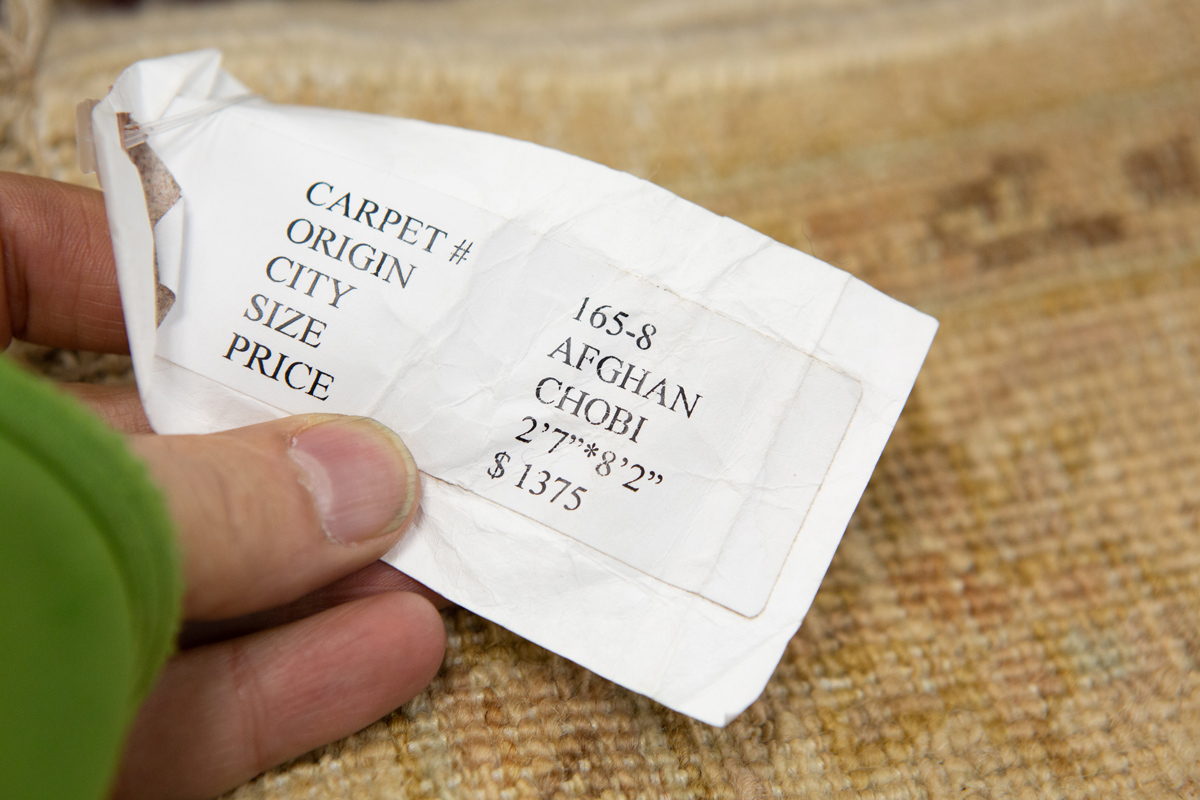 CARPET # 165-8
ORIGIN AFGHAN
CITY CHOBI
SIZE 2’7”*8’2”
PRICE $ 1375